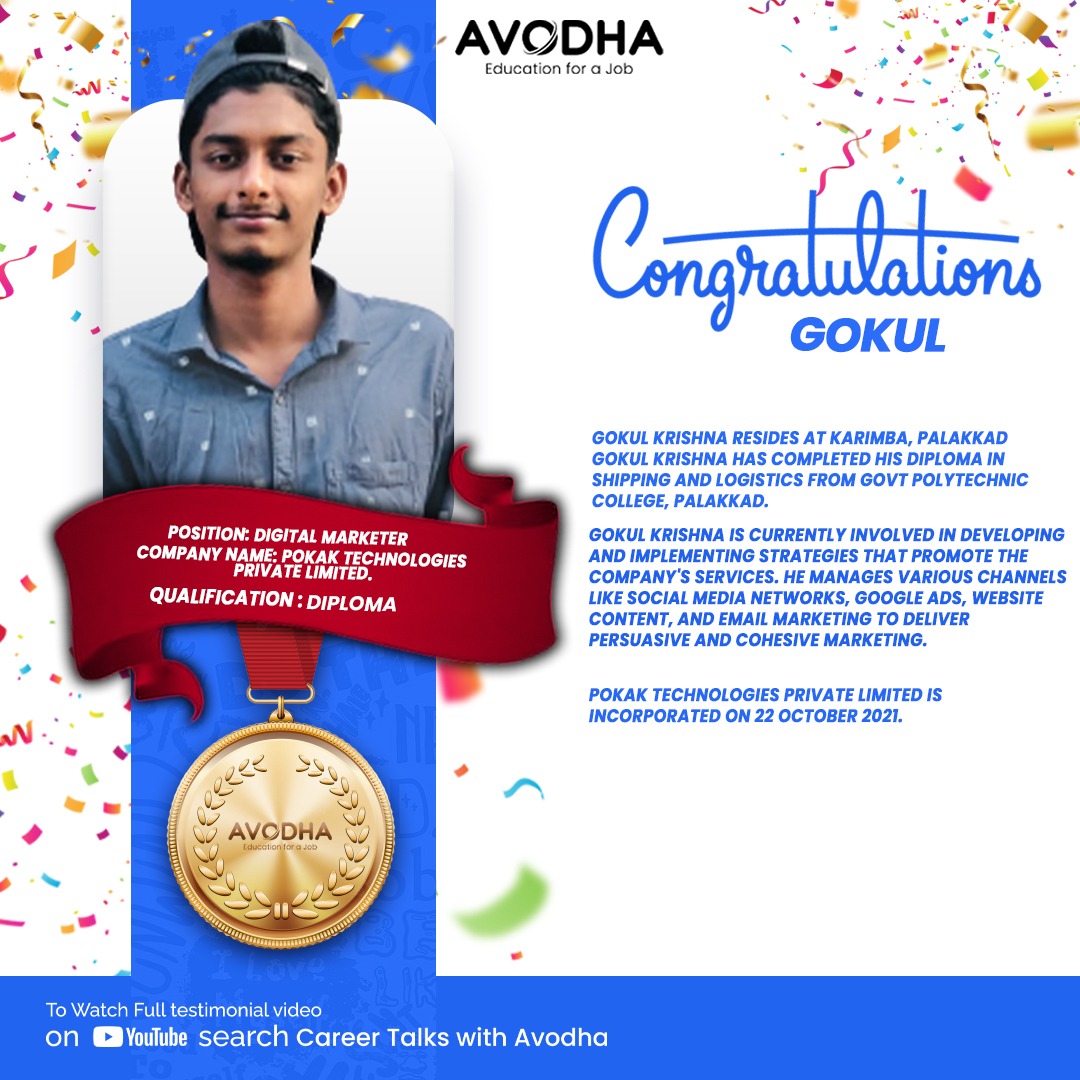 AVODHA
Education for a Job
Congratulations
GOKUL
GOKUL KRISHNA RESIDES AT KARIMBA, PALAKKAD
GOKUL KRISHNA HAS COMPLETED HIS DIPLOMA IN
SHIPPING AND LOGISTICS FROM GOVT POLYTECHNIC
COLLEGE, PALAKKAD.
GOKUL KRISHNA IS CURRENTLY INVOLVED IN DEVELOPING
AND IMPLEMENTING STRATEGIES THAT PROMOTE THE
COMPANY'S SERVICES. HE MANAGES VARIOUS CHANNELS
LIKE SOCIAL MEDIA NETWORKS, GOOGLE ADS, WEBSITE
CONTENT, AND EMAIL MARKETING TO DELIVER
PERSUASIVE AND COHESIVE MARKETING.
POKAK TECHNOLOGIES PRIVATE LIMITED IS
INCORPORATED ON 22 OCTOBER 2021.
POSITION: DIGITAL MARKETER
COMPANY NAME: POKAK TECHNOLOGIES
PRIVATE LIMITED.
QUALIFICATION : DIPLOMA
AVODHA
Education for a Job
To Watch Full testimonial video
on YouTube search Career Talks with Avodha